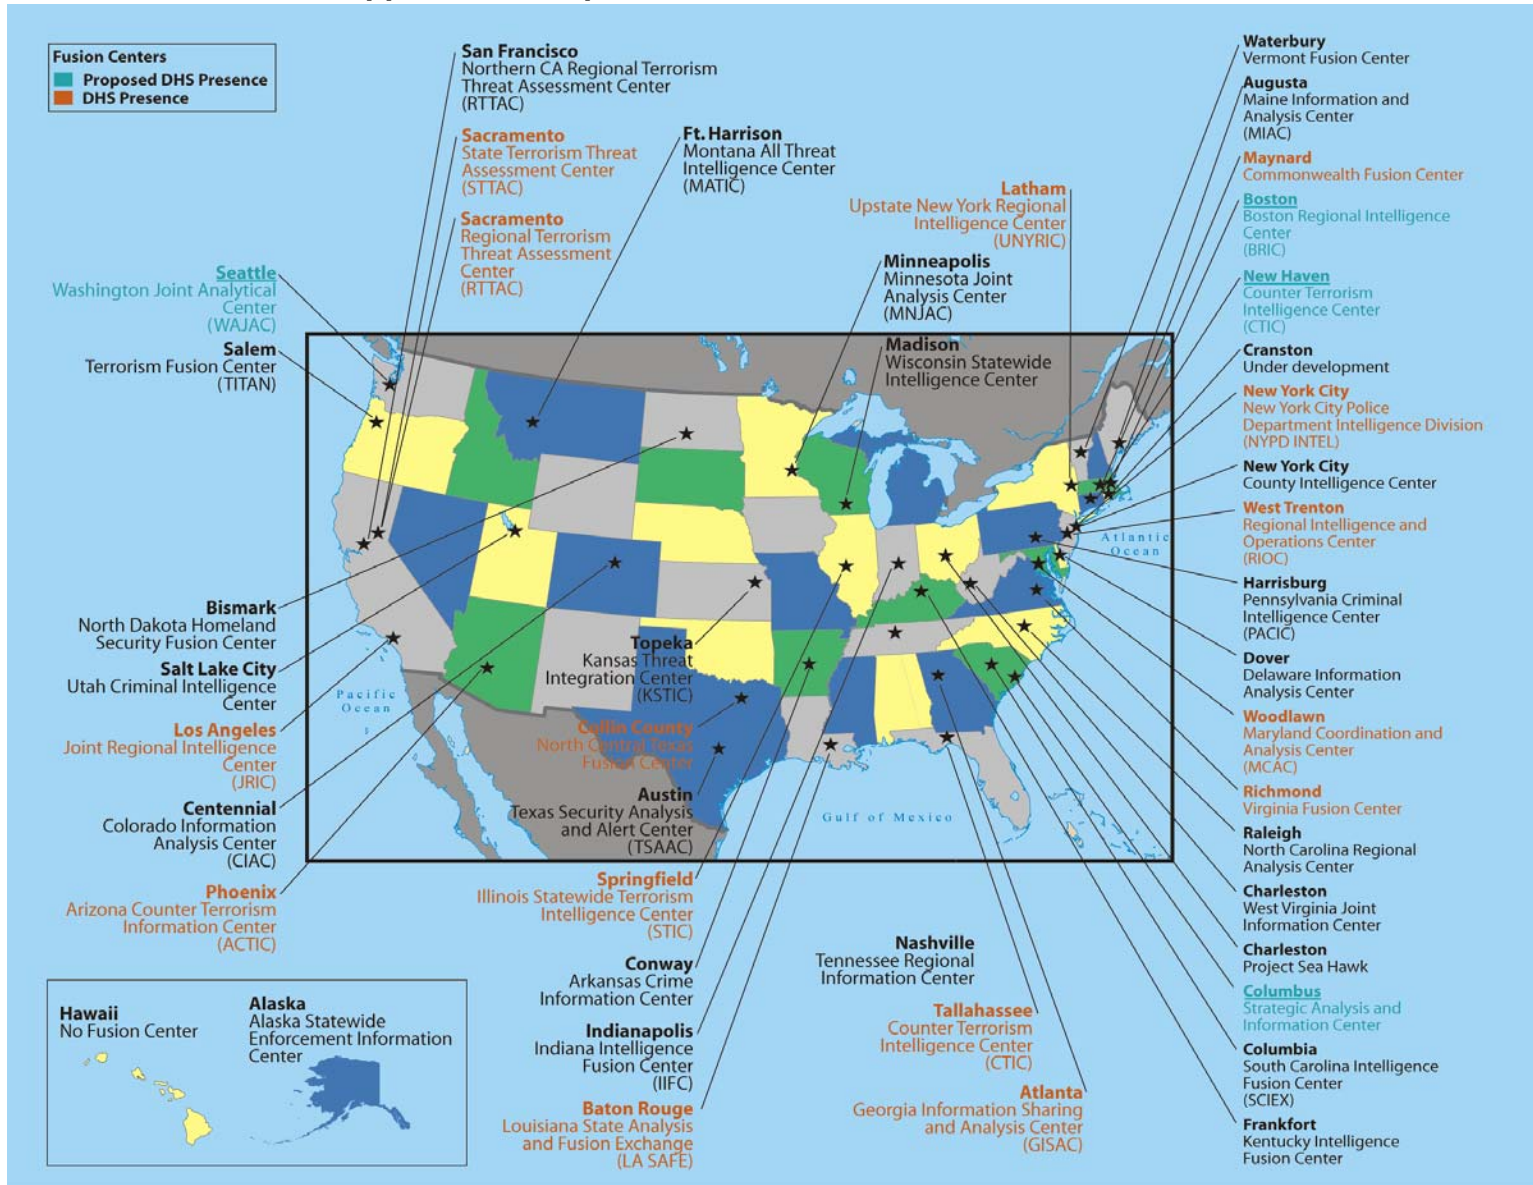 Fusion Centers
Proposed DHS Presence
DHS Presence
San Francisco
Northern CA Regional Terrorism
Threat Assessment Center
(RTTAC)
Sacramento
State Terrorism Threat
Assessment Center
(STTAC)
Sacramento
Regional Terrorism
Threat Assessment
Center
(RTTAC)
Ft. Harrison
Montana All Threat
Intelligence Center
(MATIC)
Latham
Upstate New York Regional
Intelligence Center
(UNYRIC)
Minneapolis
Minnesota Joint
Analysis Center
(MNJAC)
Madison
Wisconsin Statewide
Intelligence Center
Seattle
Washington Joint Analytical
Center
(WAJAC)
Salem
Terrorism Fusion Center
(TITAN)
Bismark
North Dakota Homeland
Security Fusion Center
Salt Lake City
Utah Criminal Intelligence
Center
Los Angeles
Joint Regional Intelligence
Center
(JRIC)
Centennial
Colorado Information
Analysis Center
(CIAC)
Phoenix
Arizona Counter Terrorism
Information Center
(ACTIC)
Pacific
Ocean
Topeka
Kansas Threat
Integration Center
(KSTIC)
Collin County
North Central Texas
Fusion Center
Austin
Texas Security Analysis
and Alert Center
(TSAAC)
Gulf of Mexico
Atlantic
Ocean
Springfield
Illinois Statewide Terrorism
Intelligence Center
(STIC)
Conway
Arkansas Crime
Information Center
Indianapolis
Indiana Intelligence
Fusion Center
(IIFC)
Baton Rouge
Louisiana State Analysis
and Fusion Exchange
(LA SAFE)
Nashville
Tennessee Regional
Information Center
Tallahassee
Counter Terrorism
Intelligence Center
(CTIC)
Atlanta
Georgia Information Sharing
and Analysis Center
(GISAC)
Waterbury
Vermont Fusion Center
Augusta
Maine Information and
Analysis Center
(MIAC)
Maynard
Commonwealth Fusion Center
Boston
Boston Regional Intelligence
Center
(BRIC)
New Haven
Counter Terrorism
Intelligence Center
(CTIC)
Cranston
Under development
New York City
New York City Police
Department Intelligence Division
(NYPD INTEL)
New York City
County Intelligence Center
West Trenton
Regional Intelligence and
Operations Center
(RIOC)
Harrisburg
Pennsylvania Criminal
Intelligence Center
(PACIC)
Dover
Delaware Information
Analysis Center
Woodlawn
Maryland Coordination and
Analysis Center
(MCAC)
Richmond
Virginia Fusion Center
Raleigh
North Carolina Regional
Analysis Center
Charleston
West Virginia Joint
Information Center
Charleston
Project Sea Hawk
Columbus
Strategic Analysis and
Information Center
Columbia
South Carolina Intelligence
Fusion Center
(SCIEX)
Frankfort
Kentucky Intelligence
Fusion Center
Hawaii
No Fusion Center
Alaska
Alaska Statewide
Enforcement Information
Center